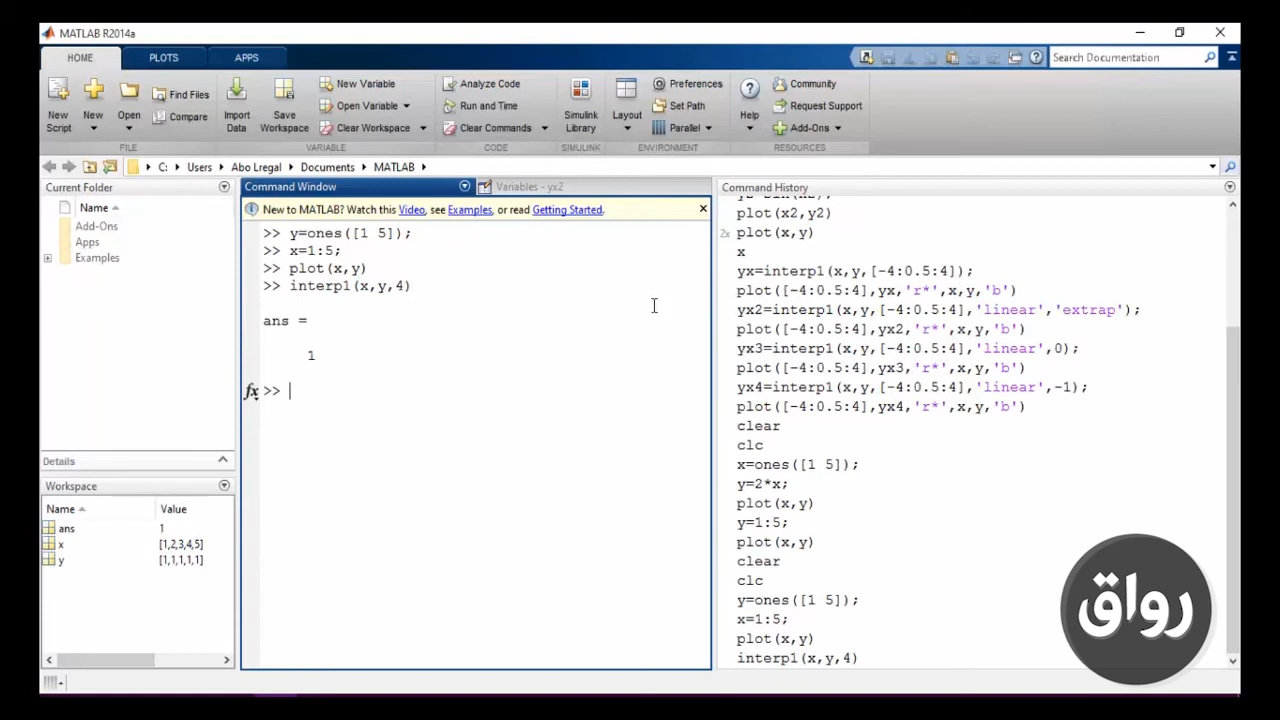 MATLAB R2014a
HOME
PLOTS
APPS
Search Documentation
New Script
New
Open
Find Files
Compare
Import Data
Save Workspace
New Variable
Open Variable
Clear Workspace
Analyze Code
Run and Time
Clear Commands
Simulink Library
Layout
Preferences
Set Path
Parallel
Help
Community
Request Support
Add-Ons
FILE
VARIABLE
CODE
SIMULINK
ENVIRONMENT
RESOURCES
C: Users Abo Lregal Documents MATLAB
Current Folder
Name
Add-Ons
Apps
Examples
Details
Workspace
Name Value
ans 1
x [1,2,3,4,5]
y [1,1,1,1,1]
Command Window
Variables - yx2
New to MATLAB? Watch this Video, see Examples, or read Getting Started.
>> y=ones([1 5]);
>> x=1:5;
>> plot(x,y)
>> interp1(x,y,4)
ans =
1
fx >>
Command History
plot(x2,y2)
2x plot(x,y)
x
yx=interp1(x,y,[-4:0.5:4]);
plot([-4:0.5:4],yx,'r*',x,y,'b')
yx2=interp1(x,y,[-4:0.5:4],'linear','extrap');
plot([-4:0.5:4],yx2,'r*',x,y,'b')
yx3=interp1(x,y,[-4:0.5:4],'linear',0);
plot([-4:0.5:4],yx3,'r*',x,y,'b')
yx4=interp1(x,y,[-4:0.5:4],'linear',-1);
plot([-4:0.5:4],yx4,'r*',x,y,'b')
clear
clc
x=ones([1 5]);
y=2*x;
plot(x,y)
y=1:5;
plot(x,y)
clear
clc
y=ones([1 5]);
x=1:5;
plot(x,y)
interp1(x,y,4)
رواق